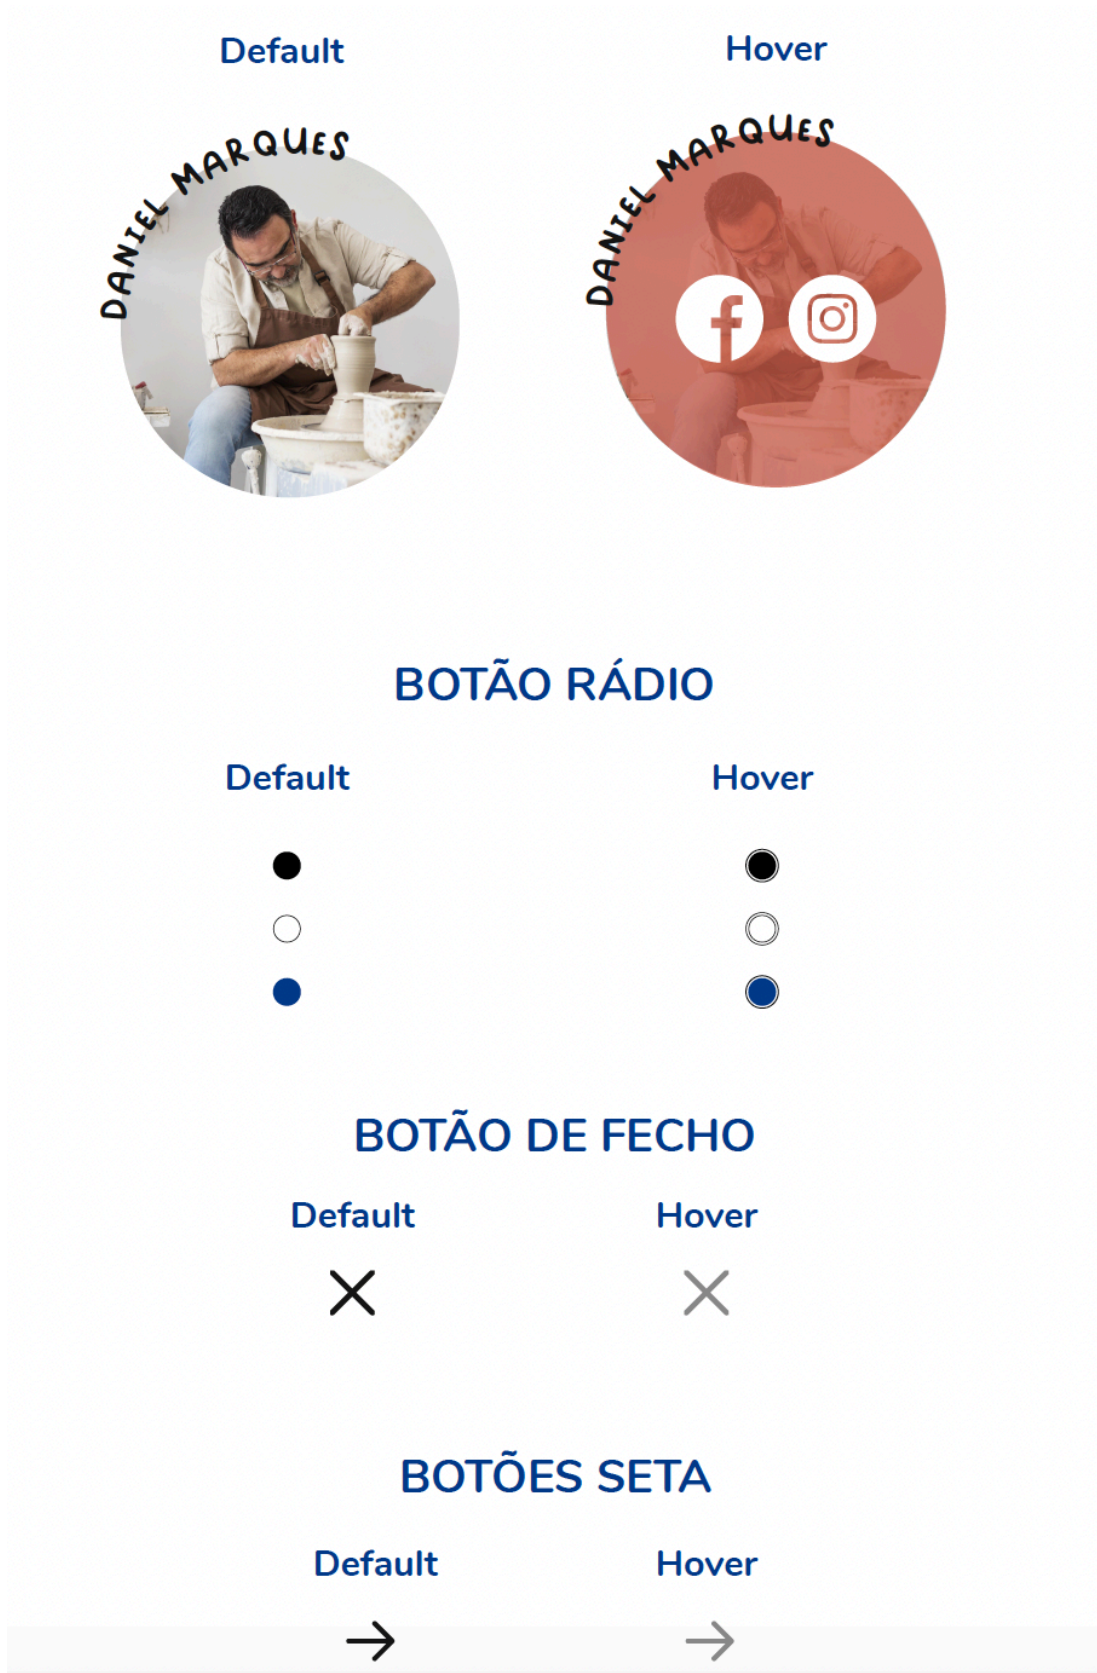 Default
Hover
DANIEL MARQUES
DANIEL MARQUES
BOTÃO RÁDIO
Default
Hover
BOTÃO DE FECHO
Default
Hover
BOTÕES SETA
Default
Hover